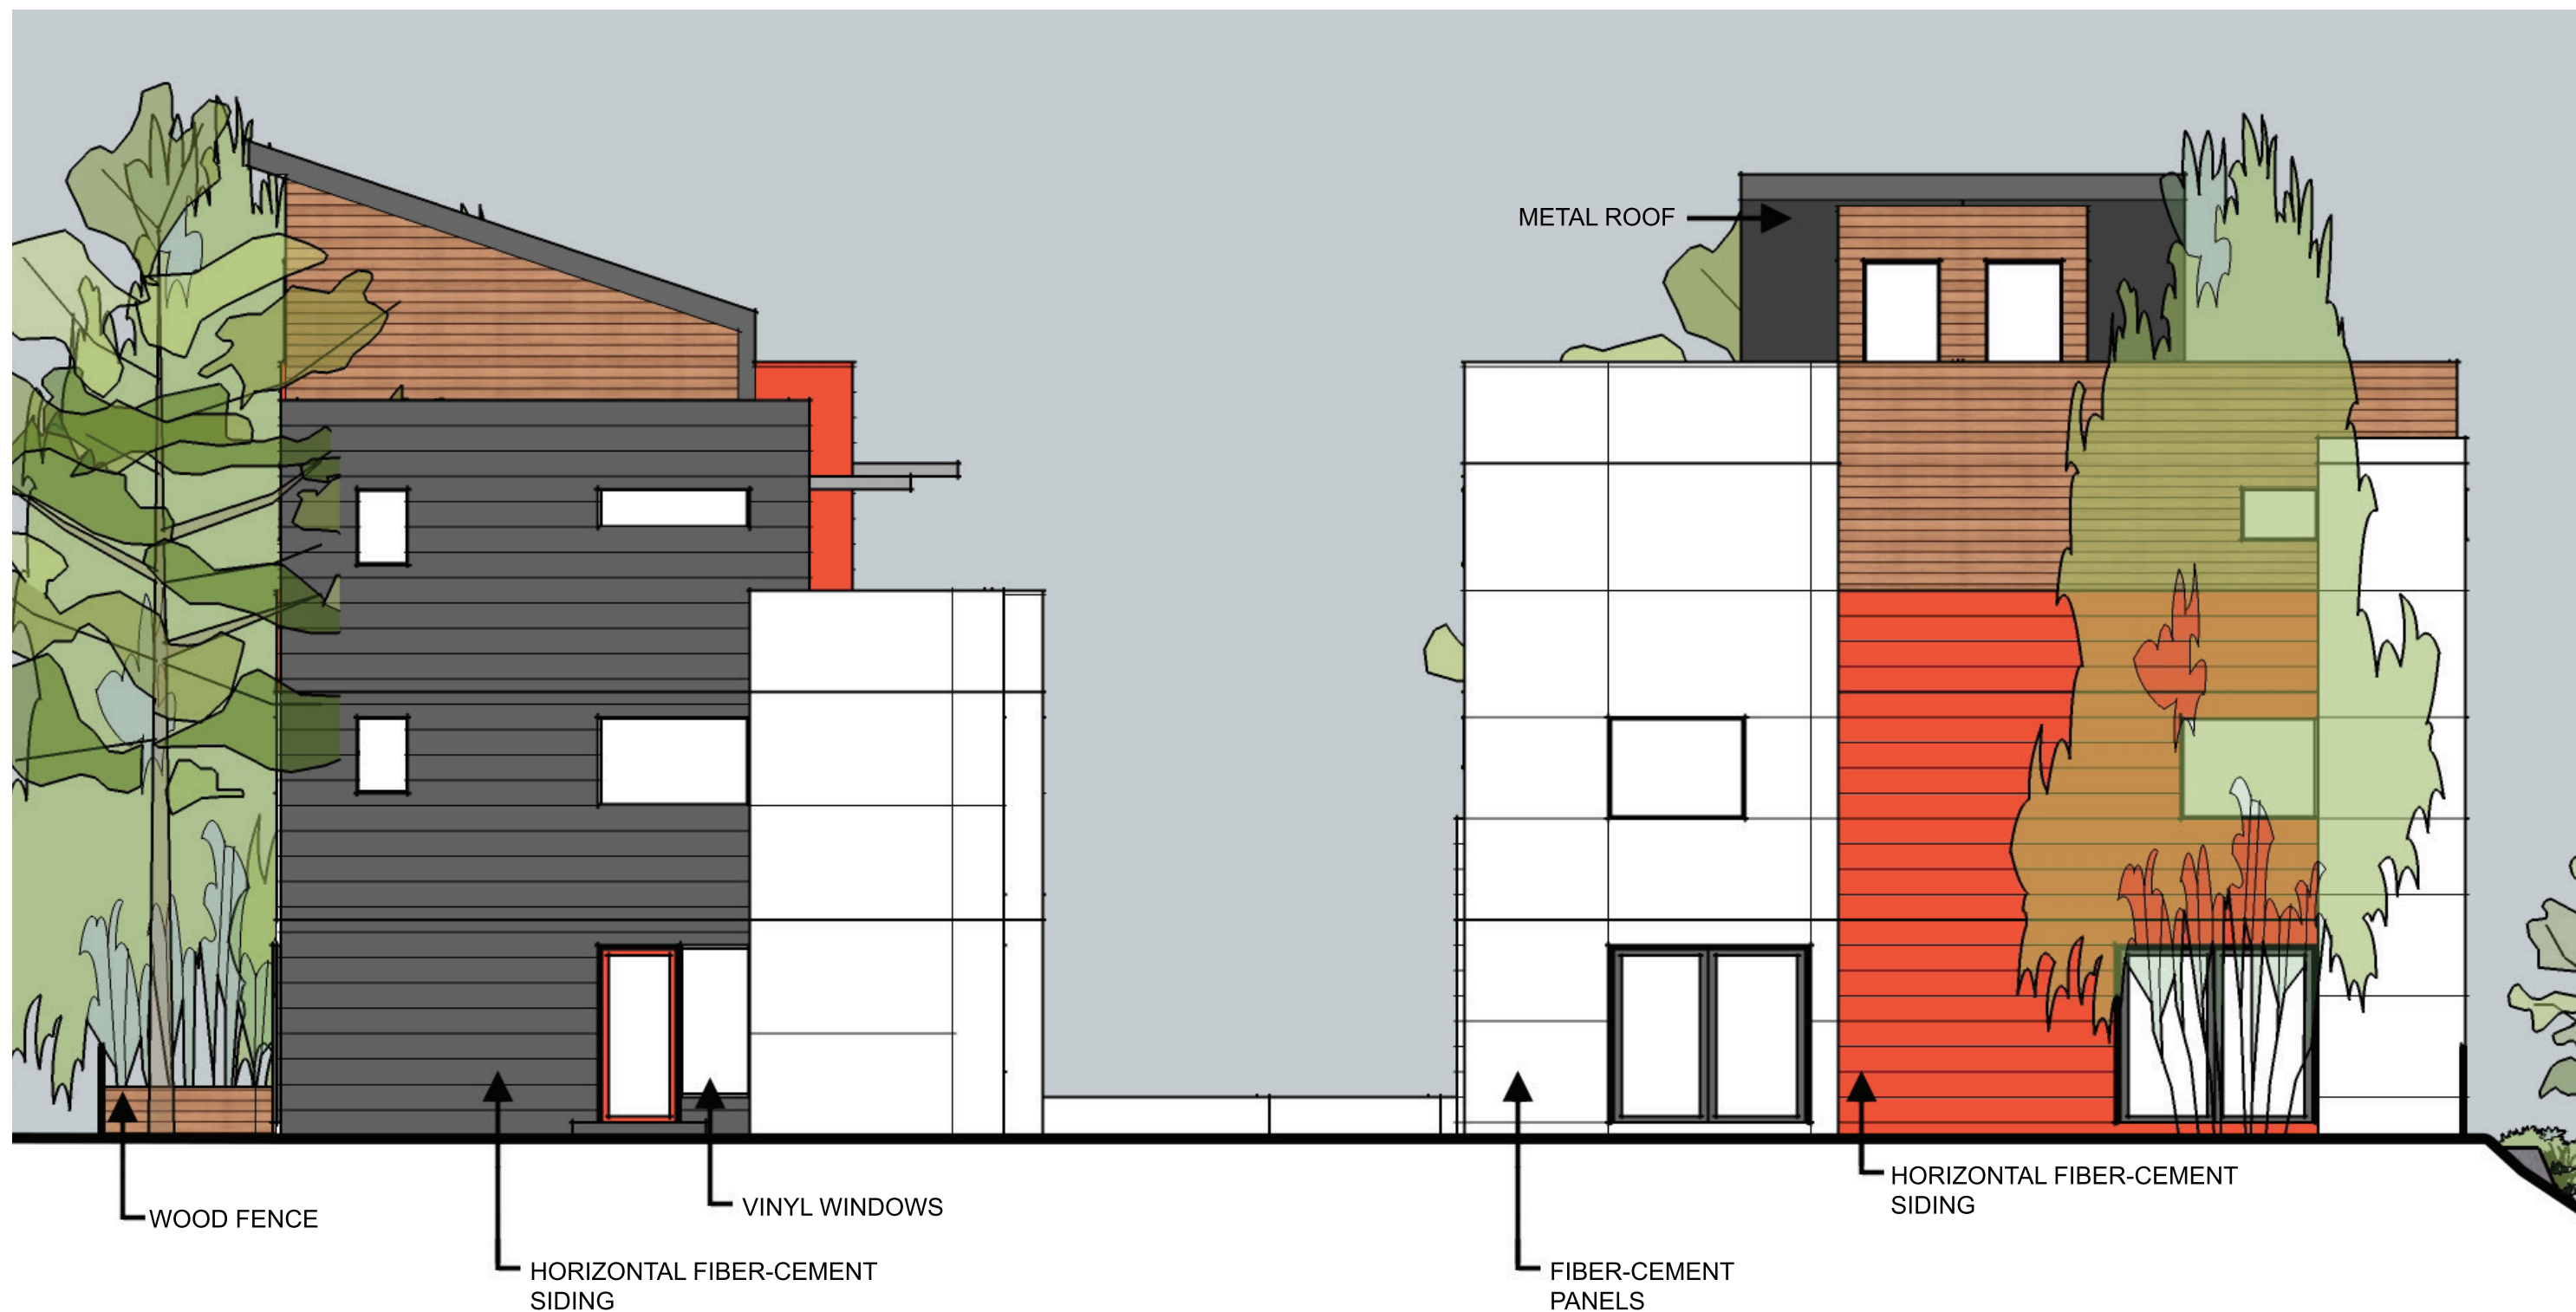 METAL ROOF
WOOD FENCE
VINYL WINDOWS
HORIZONTAL FIBER-CEMENT
SIDING
FIBER-CEMENT
PANELS
HORIZONTAL FIBER-CEMENT
SIDING